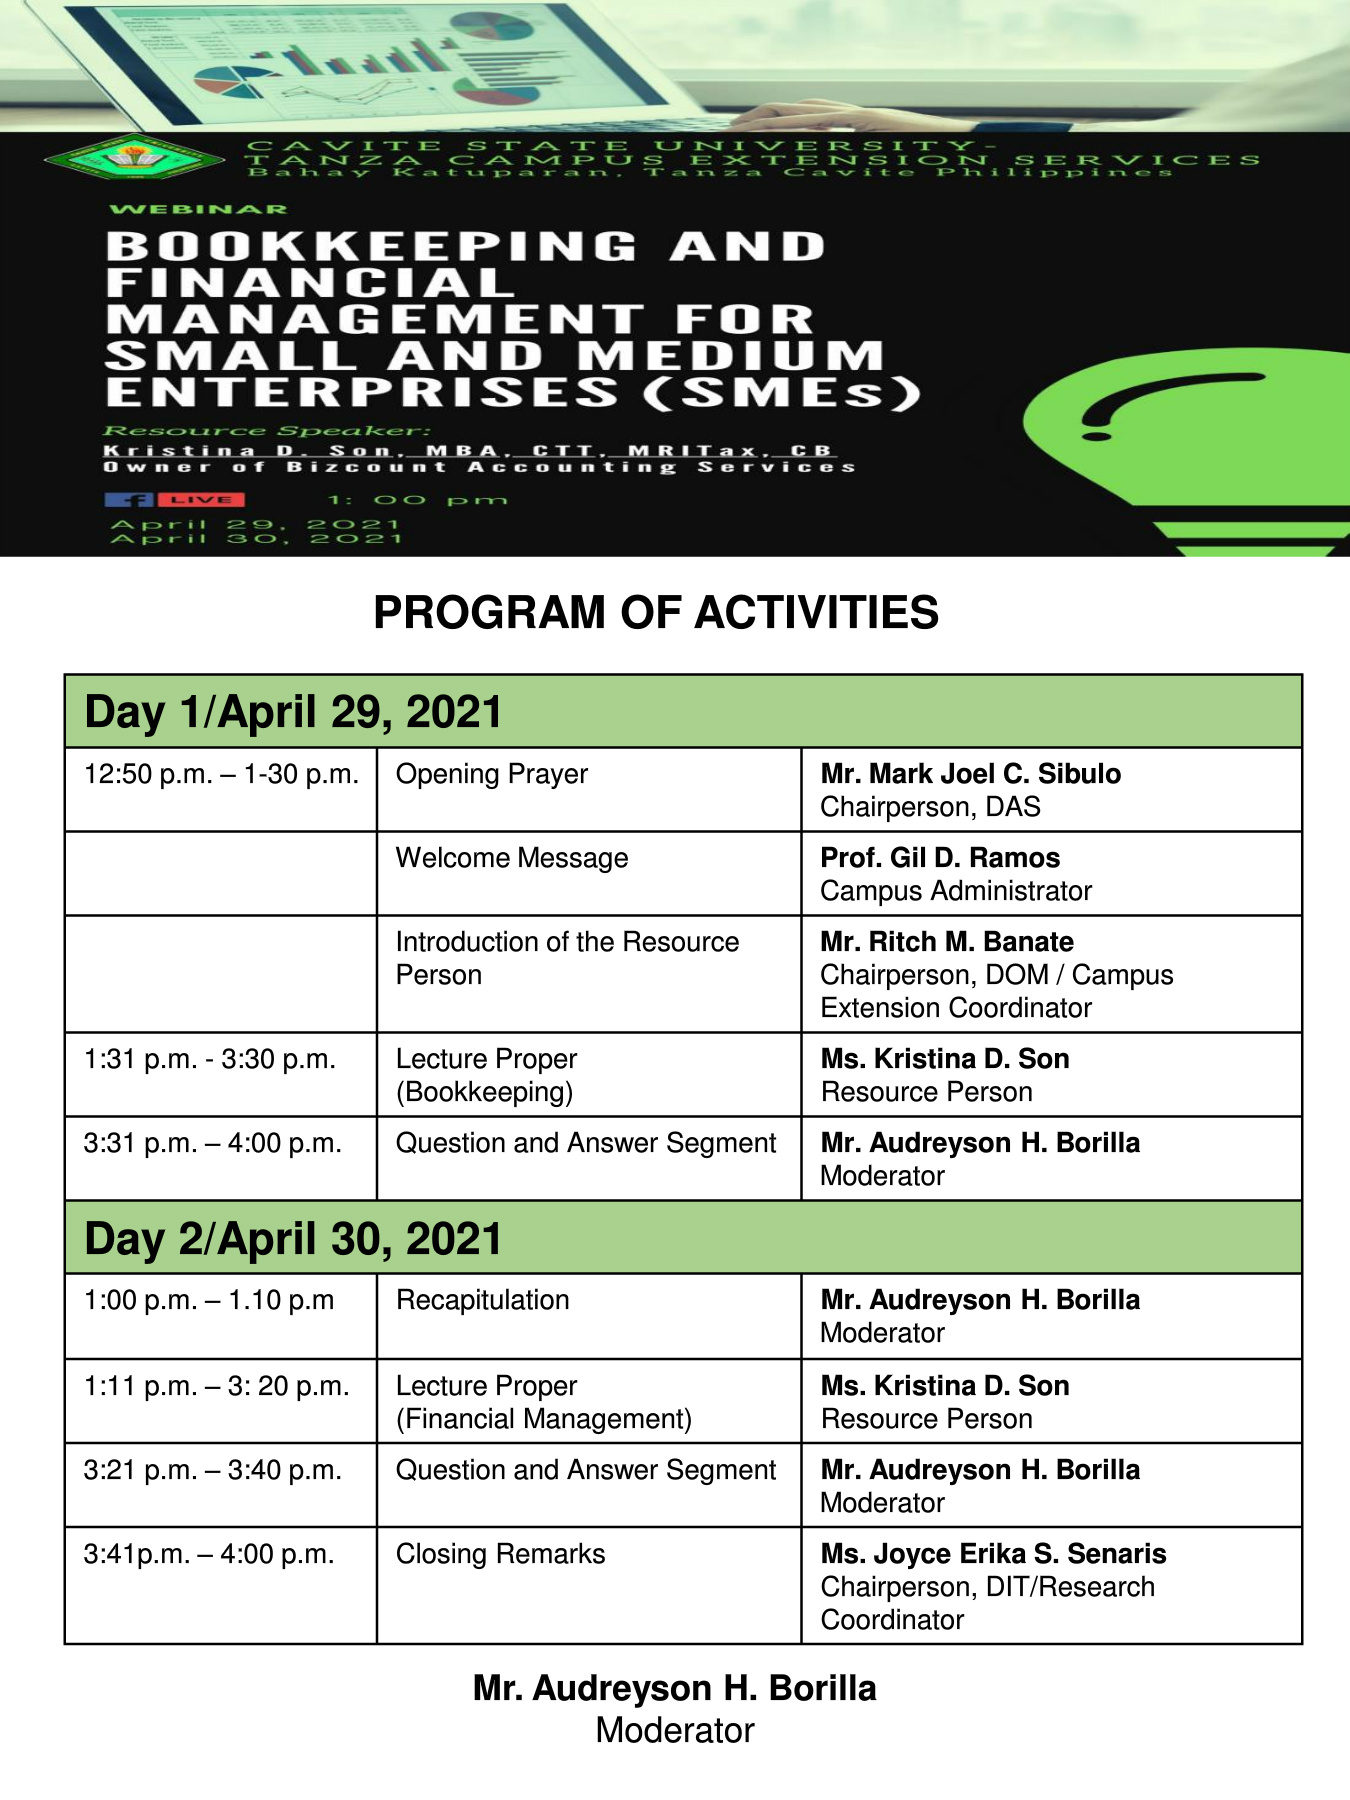 CAVITE STATE UNIVERSITY-
TANZA CAMPUS EXTENSION SERVICES
Bahay Katuparan, Tanza Cavite Philippines
WEBINAR
BOOKKEEPING AND
FINANCIAL
MANAGEMENT FOR
SMALL AND MEDIUM
ENTERPRISES (SMEs)
Resource Speaker:
Kristina D. Son, MBA, CTT, MRITax, CB
Owner of Bizcount Accounting Services
f LIVE 1: 00 pm
April 29, 2021
April 30, 2021
PROGRAM OF ACTIVITIES
Day 1/April 29, 2021
12:50 p.m. – 1-30 p.m. Opening Prayer Mr. Mark Joel C. Sibulo
Chairperson, DAS
Welcome Message Prof. Gil D. Ramos
Campus Administrator
Introduction of the Resource Mr. Ritch M. Banate
Person Chairperson, DOM / Campus
Extension Coordinator
1:31 p.m. - 3:30 p.m. Lecture Proper Ms. Kristina D. Son
(Bookkeeping) Resource Person
3:31 p.m. – 4:00 p.m. Question and Answer Segment Mr. Audreyson H. Borilla
Moderator
Day 2/April 30, 2021
1:00 p.m. – 1.10 p.m Recapitulation Mr. Audreyson H. Borilla
Moderator
1:11 p.m. – 3: 20 p.m. Lecture Proper Ms. Kristina D. Son
(Financial Management) Resource Person
3:21 p.m. – 3:40 p.m. Question and Answer Segment Mr. Audreyson H. Borilla
Moderator
3:41p.m. – 4:00 p.m. Closing Remarks Ms. Joyce Erika S. Senaris
Chairperson, DIT/Research
Coordinator
Mr. Audreyson H. Borilla
Moderator